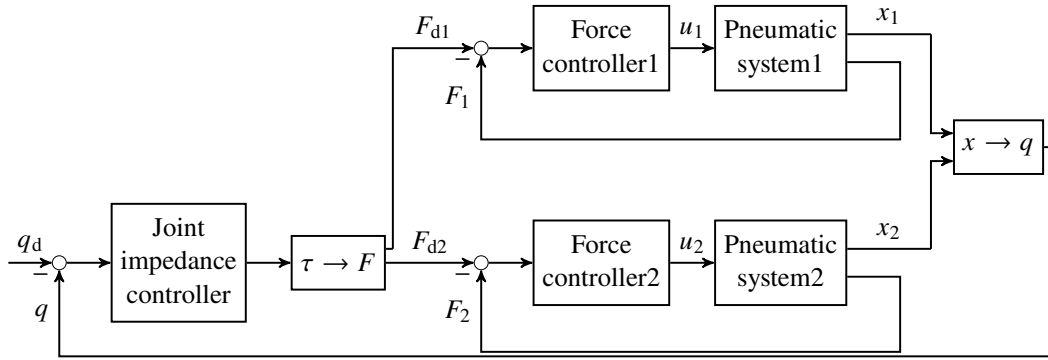 F_d1
Force
controller1
u_1
Pneumatic
system1
x_1
−
F_1
x → q
q_d
−
q
Joint
impedance
controller
τ → F
F_d2
−
F_2
Force
controller2
u_2
Pneumatic
system2
x_2